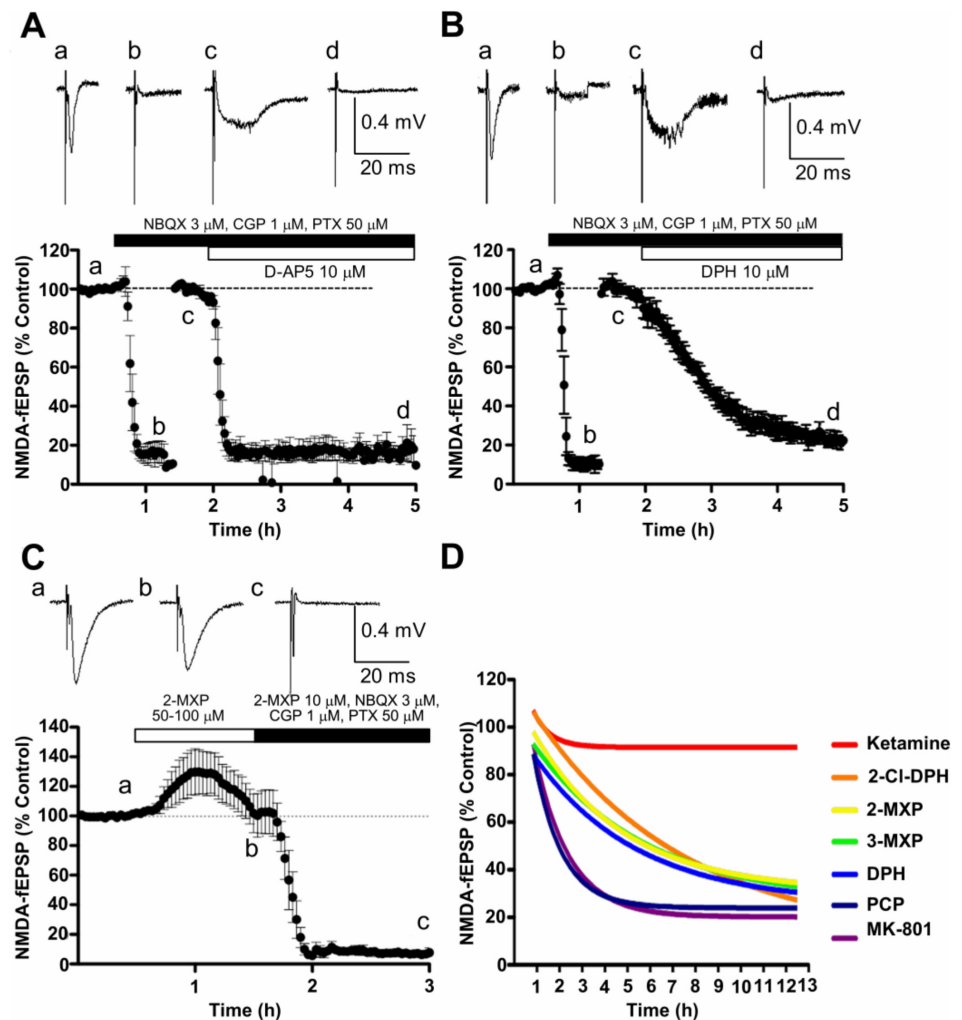 A
a
b
c
d
0.4 mV
20 ms
NBQX 3 μM, CGP 1 μM, PTX 50 μM
D-AP5 10 μM
NMDA-fEPSP (% Control)
120
100
80
60
40
20
0
a
b
c
d
1
2
3
4
5
Time (h)
B
a
b
c
d
0.4 mV
20 ms
NBQX 3 μM, CGP 1 μM, PTX 50 μM
DPH 10 μM
NMDA-fEPSP (% Control)
120
100
80
60
40
20
0
a
b
c
d
1
2
3
4
5
Time (h)
C
a
b
c
0.4 mV
20 ms
2-MXP
50-100 μM
2-MXP 10 μM, NBQX 3 μM,
CGP 1 μM, PTX 50 μM
NMDA-fEPSP (% Control)
140
120
100
80
60
40
20
0
a
b
c
1
2
3
Time (h)
D
NMDA-fEPSP (% Control)
120
100
80
60
40
20
0
1 2 3 4 5 6 7 8 9 10 11 12 13
Time (h)
Ketamine
2-Cl-DPH
2-MXP
3-MXP
DPH
PCP
MK-801